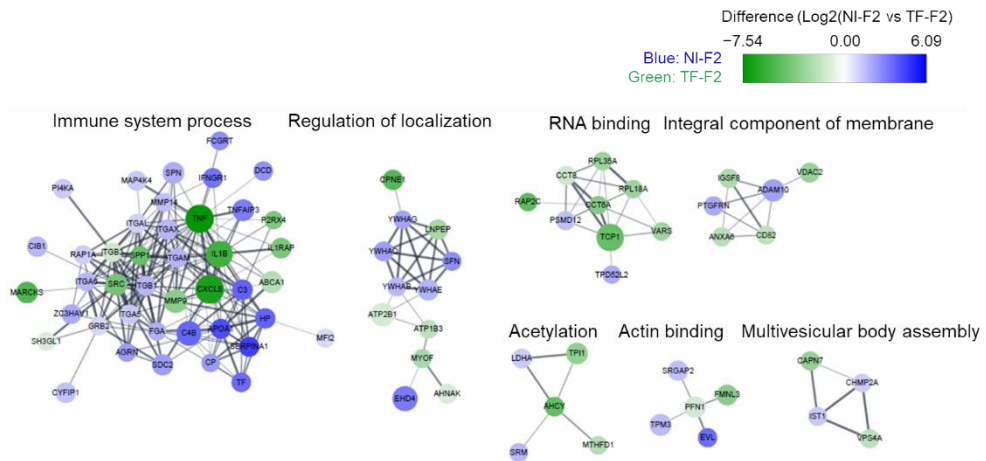 Difference (Log2(NI-F2 vs TF-F2)
−7.54 0.00 6.09
Blue: NI-F2
Green: TF-F2
Immune system process
FCGRT
PI4KA
MAP4K4
SPN
IFNGR1
DCD
MMP14
TNFAIP3
ITGAL
ITGAX
TNF
P2RX4
CIB1
RAP1A
ITGB3
SPP1
ITGAM
IL1B
IL1RAP
MARCKS
ITGA6
SRC
ITGB1
CXCL8
C3
ABCA1
MMP9
ZC3HAV1
GRB2
ITGA5
FGA
C4B
APOA1
HP
SH3GL1
AGRN
SDC2
CP
SERPINA1
MFI2
TF
CYFIP1
Regulation of localization
CPNE1
YWHAG
LNPEP
YWHAQ
SFN
YWHAB
YWHAE
ATP2B1
ATP1B3
MYOF
EHD4
AHNAK
RNA binding
RPL35A
CCT8
RPL18A
RAP2C
CCT6A
PSMD12
TCP1
VARS
TPD52L2
Integral component of membrane
IGSF8
VDAC2
ADAM10
PTGFRN
ANXA6
CD82
Acetylation
LDHA
TPI1
AHCY
SRM
MTHFD1
Actin binding
SRGAP2
FMNL3
PFN1
TPM3
EVL
Multivesicular body assembly
CAPN7
CHMP2A
IST1
VPS4A